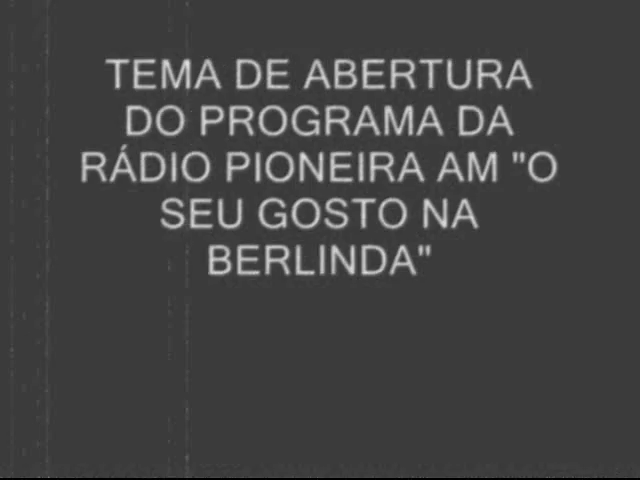 TEMA DE ABERTURA
DO PROGRAMA DA
RÁDIO PIONEIRA AM "O
SEU GOSTO NA
BERLINDA"